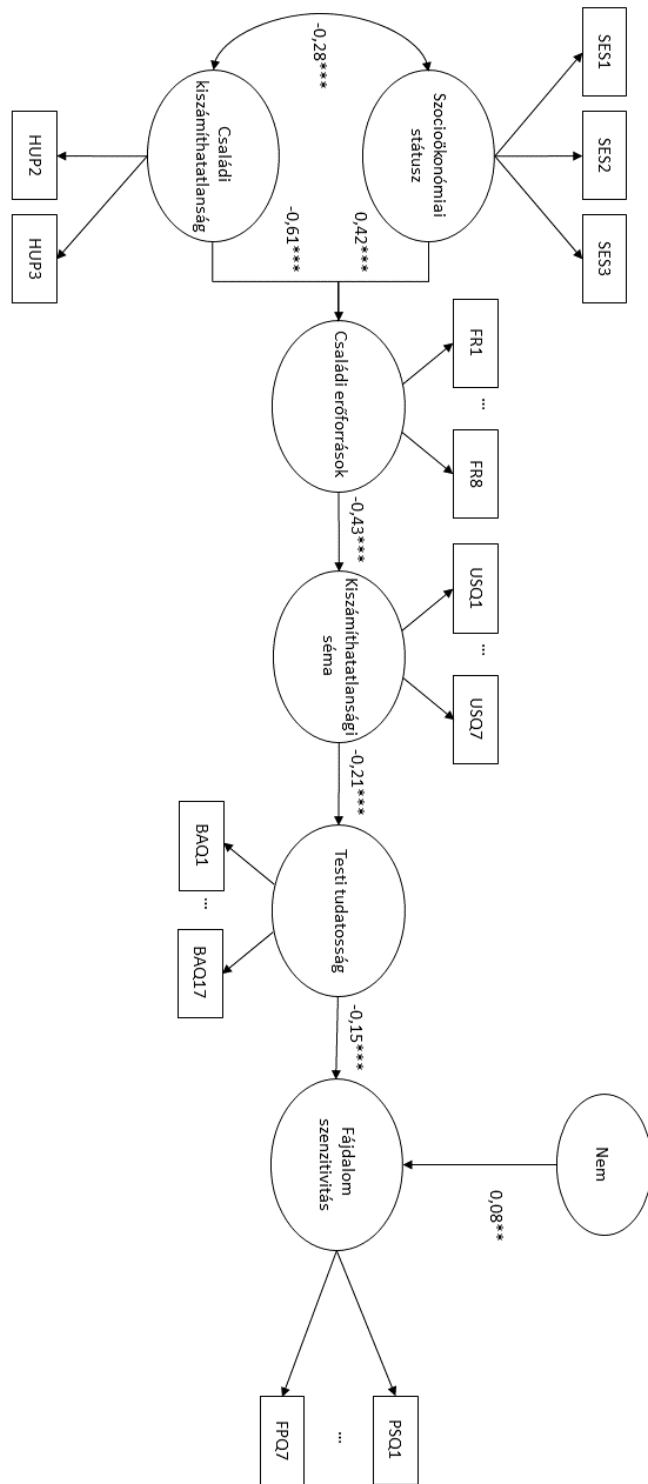 SES1
SES2
SES3
Szocioökonómiai
státusz
-0,28***
Családi
kiszámíthatatlanság
HUP2
HUP3
0,42***
-0,61***
FR1
...
FR8
Családi erőforrások
-0,43***
USQ1
...
USQ7
Kiszámíthatatlansági
séma
-0,21***
Testi tudatosság
BAQ1
...
BAQ17
-0,15***
Nem
0,08**
Fájdalom
szenzitivitás
PSQ1
...
FPQ7